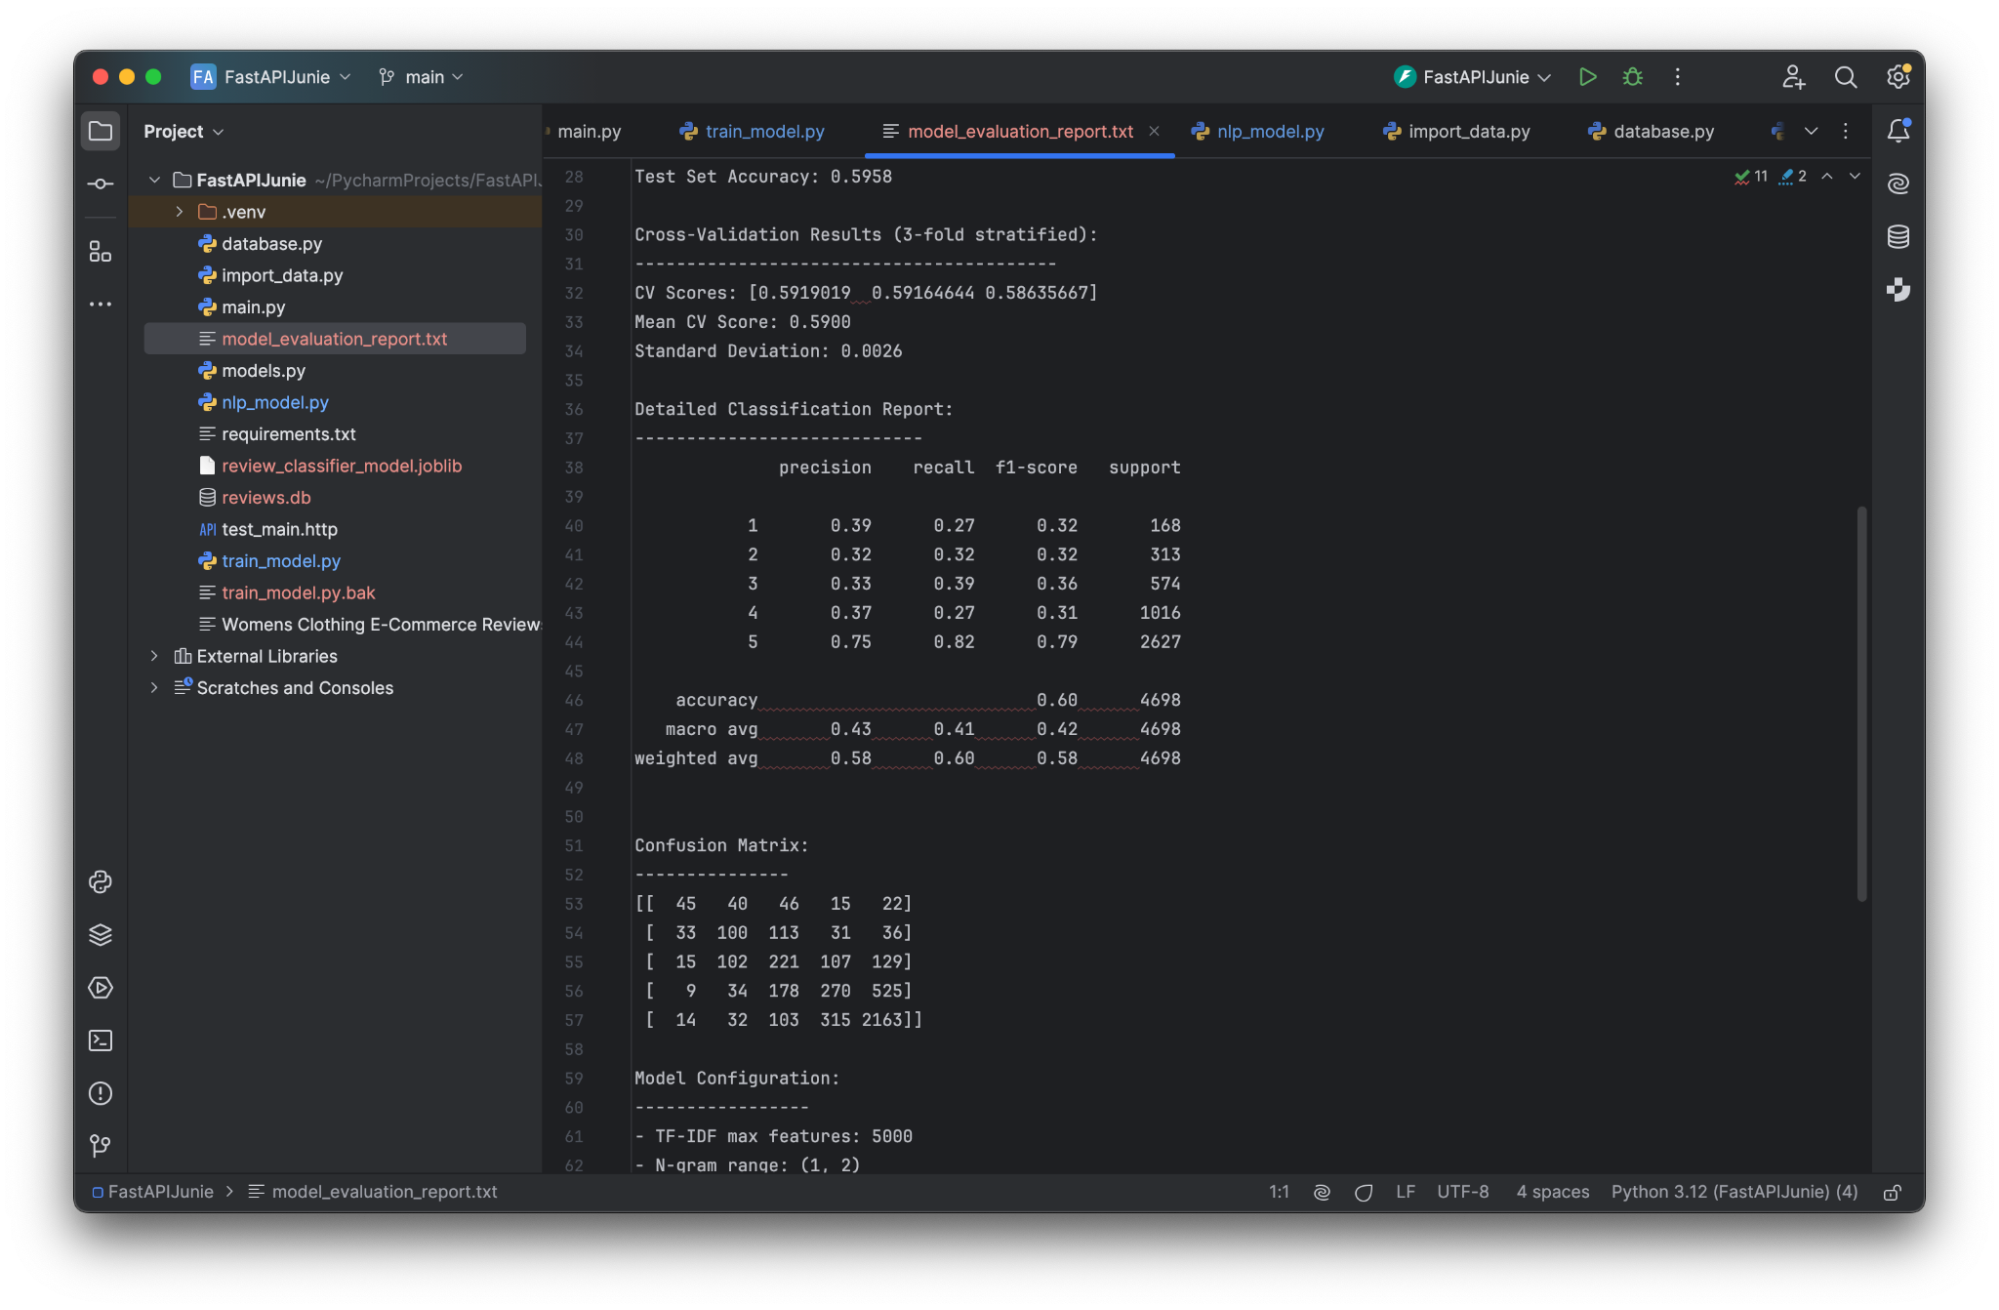 FA FastAPIJunie main FastAPIJunie
Project
main.py train_model.py model_evaluation_report.txt nlp_model.py import_data.py database.py
FastAPIJunie ~/PycharmProjects/FastAPIJ
.venv
database.py
import_data.py
main.py
model_evaluation_report.txt
models.py
nlp_model.py
requirements.txt
review_classifier_model.joblib
reviews.db
API test_main.http
train_model.py
train_model.py.bak
Womens Clothing E-Commerce Review
External Libraries
Scratches and Consoles
11 2
28 Test Set Accuracy: 0.5958
29
30 Cross-Validation Results (3-fold stratified):
31 -----------------------------------------
32 CV Scores: [0.5919019  0.59164644 0.58635667]
33 Mean CV Score: 0.5900
34 Standard Deviation: 0.0026
35
36 Detailed Classification Report:
37 ----------------------------
38 precision recall f1-score support
39
40 1 0.39 0.27 0.32 168
41 2 0.32 0.32 0.32 313
42 3 0.33 0.39 0.36 574
43 4 0.37 0.27 0.31 1016
44 5 0.75 0.82 0.79 2627
45
46 accuracy 0.60 4698
47 macro avg 0.43 0.41 0.42 4698
48 weighted avg 0.58 0.60 0.58 4698
49
50
51 Confusion Matrix:
52 ---------------
53 [[ 45 40 46 15 22]
54 [ 33 100 113 31 36]
55 [ 15 102 221 107 129]
56 [ 9 34 178 270 525]
57 [ 14 32 103 315 2163]]
58
59 Model Configuration:
60 -----------------
61 - TF-IDF max features: 5000
62 - N-gram range: (1, 2)
FastAPIJunie > model_evaluation_report.txt 1:1 LF UTF-8 4 spaces Python 3.12 (FastAPIJunie) (4)